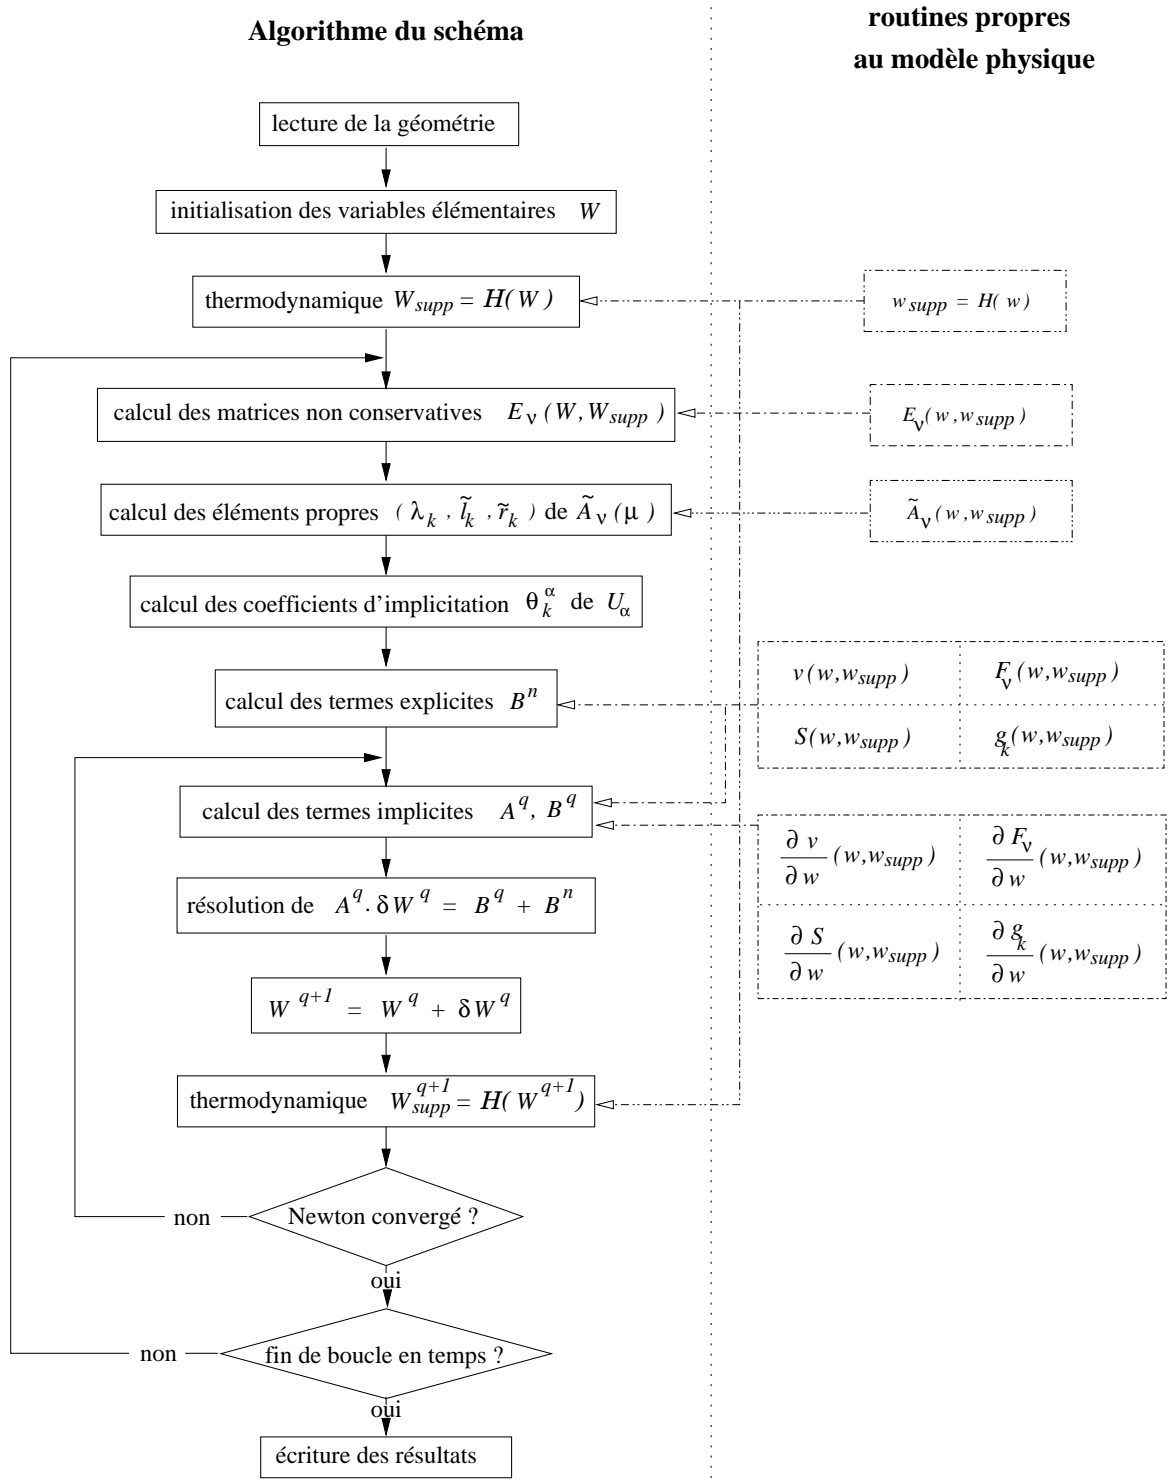 Algorithme du schéma
routines propres
au modèle physique
lecture de la géométrie
initialisation des variables élémentaires W
thermodynamique W_supp = H(W)
w_supp = H(w)
calcul des matrices non conservatives E_ν(W, W_supp)
E_ν(w, w_supp)
calcul des éléments propres (λ_k, l̃_k, r̃_k) de Ã_ν(μ)
Ã_ν(w, w_supp)
calcul des coefficients d'implicitation θ_k^α de U_α
calcul des termes explicites B^n
v(w,w_supp) F_ν(w,w_supp)
S(w,w_supp) g_k(w,w_supp)
calcul des termes implicites A^q, B^q
∂v/∂w (w,w_supp) ∂F_ν/∂w (w,w_supp)
∂S/∂w (w,w_supp) ∂g_k/∂w (w,w_supp)
résolution de A^q . δW^q = B^q + B^n
W^{q+1} = W^q + δW^q
thermodynamique W_supp^{q+1} = H(W^{q+1})
Newton convergé ?
non
oui
fin de boucle en temps ?
non
oui
écriture des résultats